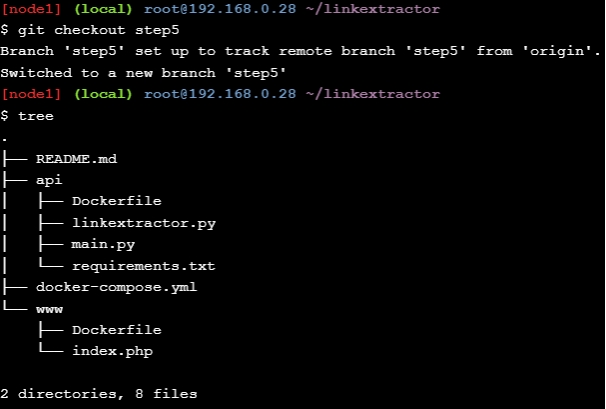 [node1] (local) root@192.168.0.28 ~/linkextractor
$ git checkout step5
Branch 'step5' set up to track remote branch 'step5' from 'origin'.
Switched to a new branch 'step5'
[node1] (local) root@192.168.0.28 ~/linkextractor
$ tree
.
├── README.md
├── api
│   ├── Dockerfile
│   ├── linkextractor.py
│   ├── main.py
│   └── requirements.txt
├── docker-compose.yml
└── www
    ├── Dockerfile
    └── index.php
2 directories, 8 files